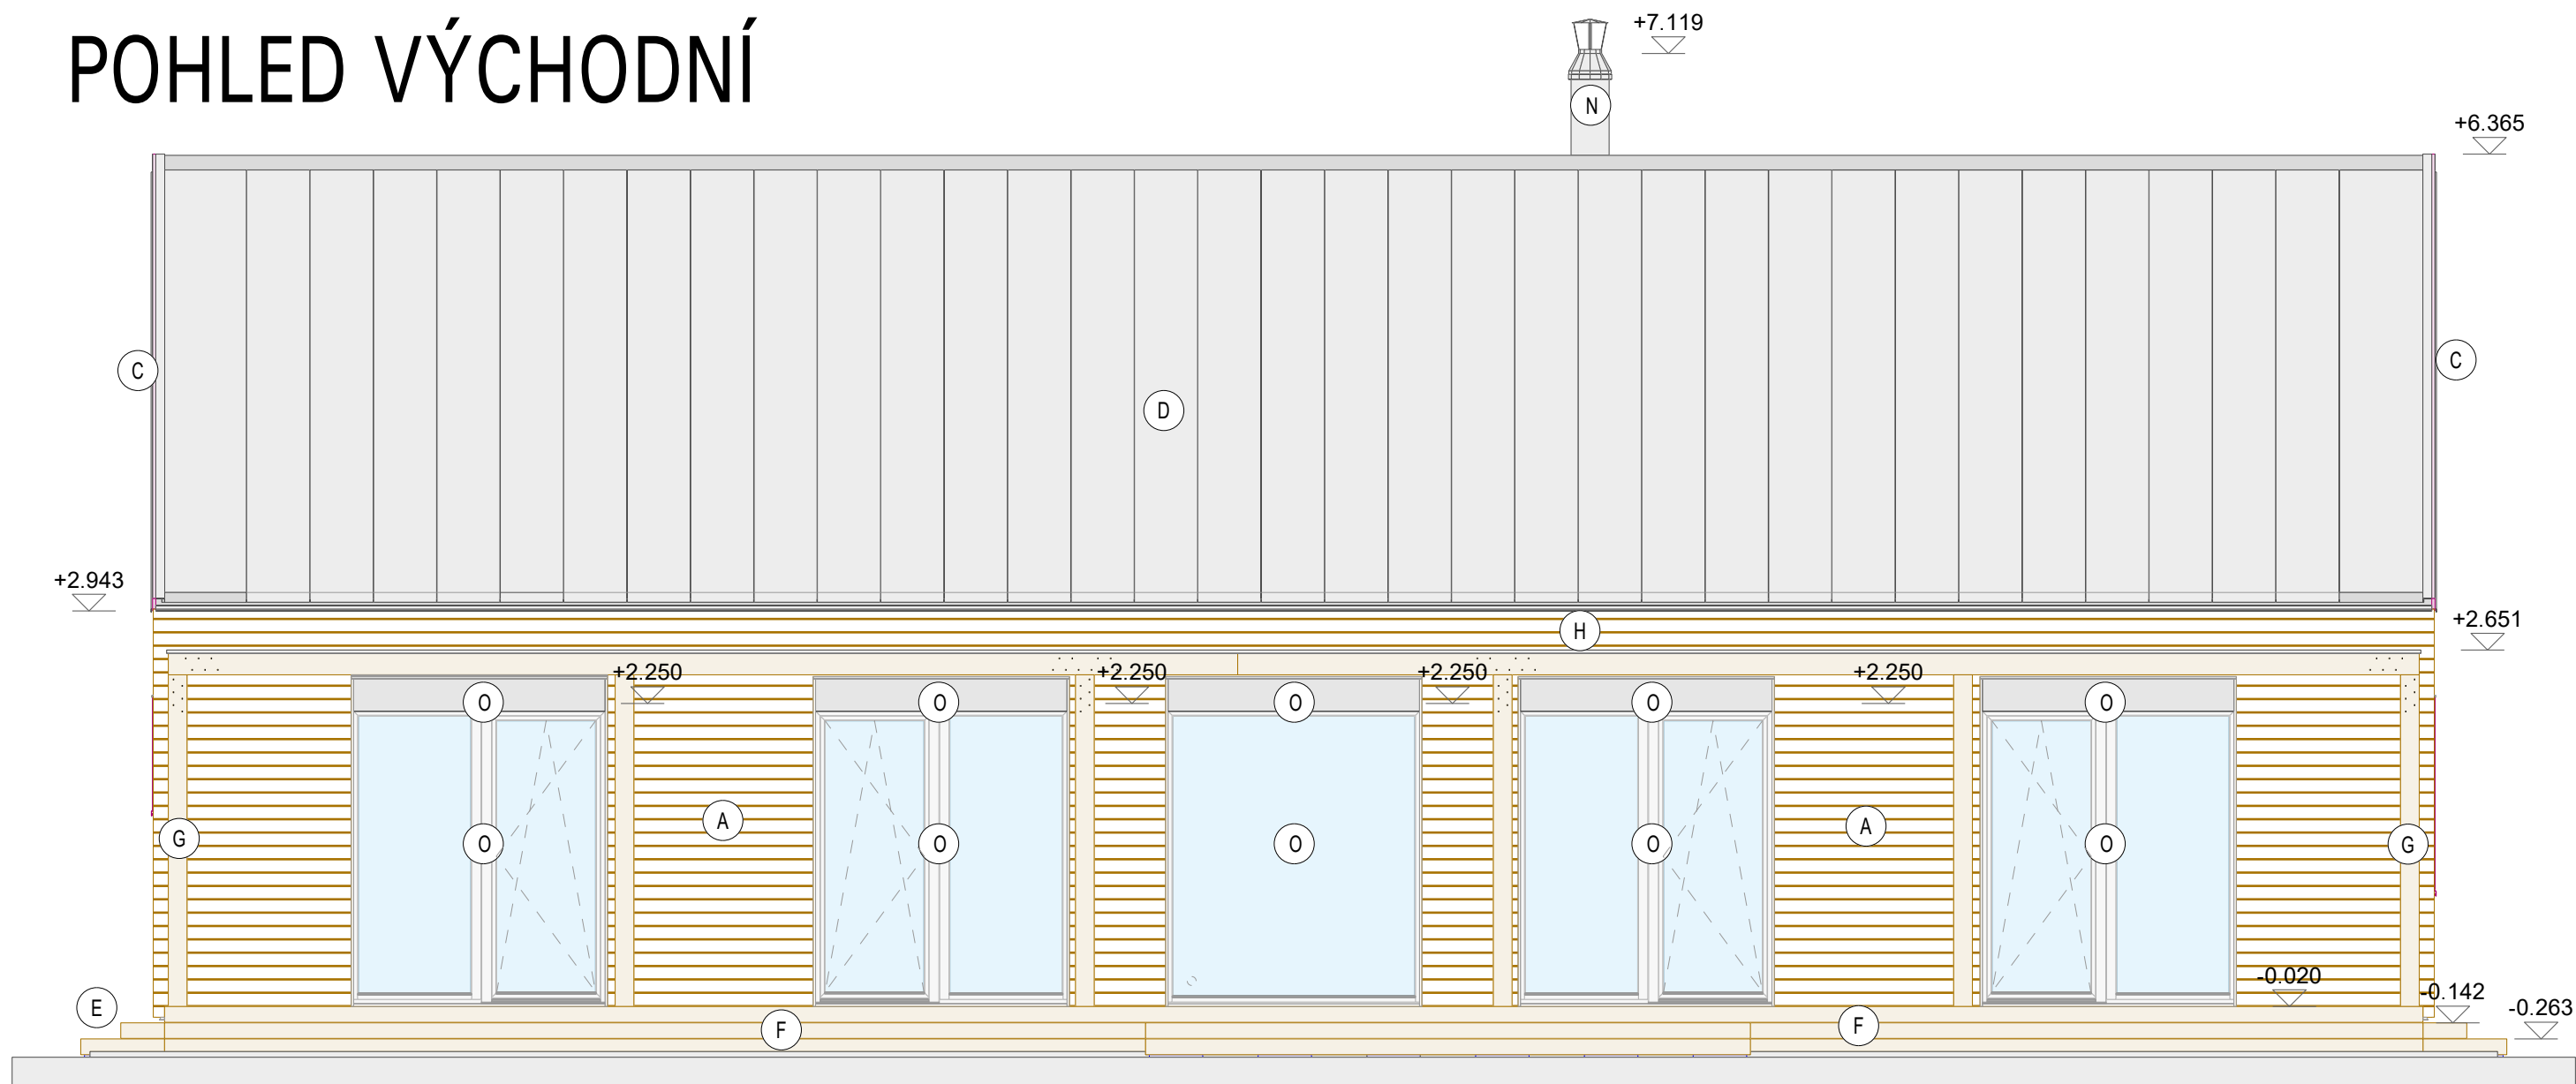 POHLED VÝCHODNÍ
+7.119
N
+6.365
C
C
D
+2.943
H
+2.651
+2.250
+2.250
+2.250
+2.250
O
O
O
O
O
A
A
G
O
O
O
O
O
G
-0.020
-0.142
-0.263
E
F
F